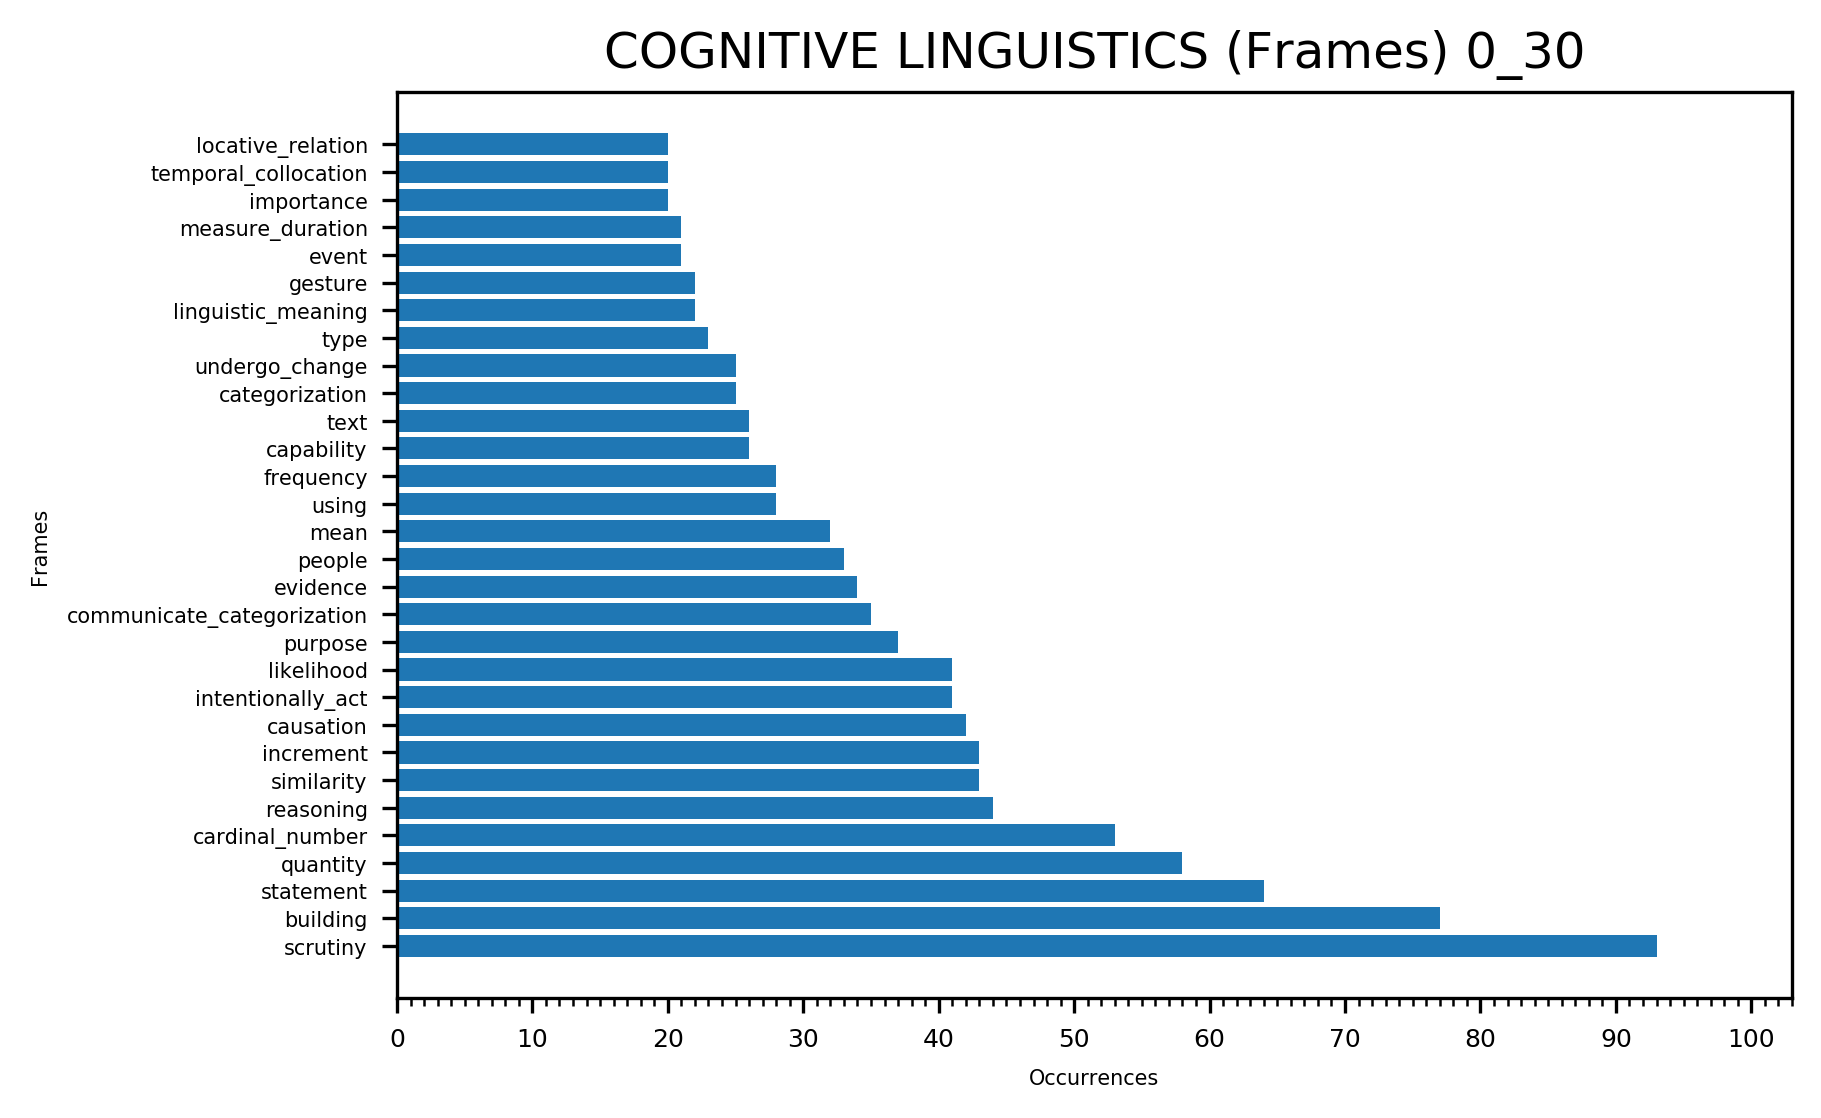 COGNITIVE LINGUISTICS (Frames) 0_30
locative_relation
temporal_collocation
importance
measure_duration
event
gesture
linguistic_meaning
type
undergo_change
categorization
text
capability
frequency
using
mean
people
evidence
communicate_categorization
purpose
likelihood
intentionally_act
causation
increment
similarity
reasoning
cardinal_number
quantity
statement
building
scrutiny
Frames
0 10 20 30 40 50 60 70 80 90 100
Occurrences